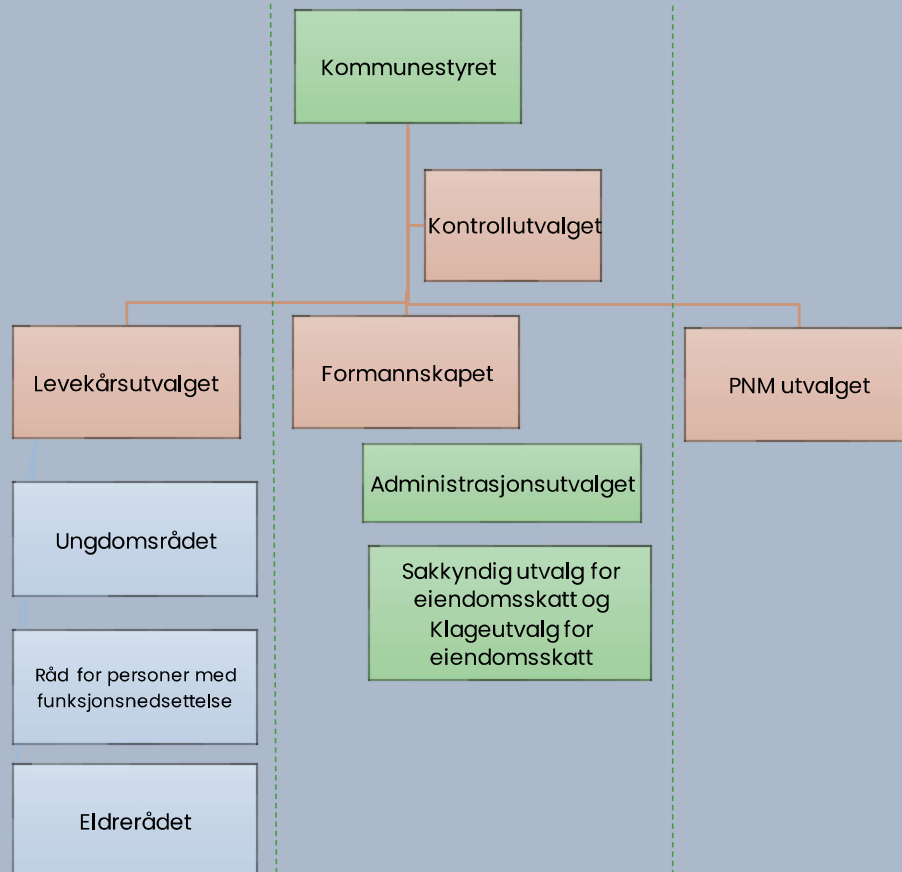 Kommunestyret
Kontrollutvalget
Levekårsutvalget
Formannskapet
PNM utvalget
Administrasjonsutvalget
Ungdomsrådet
Sakkyndig utvalg for
eiendomsskatt og
Klageutvalg for
eiendomsskatt
Råd for personer med
funksjonsnedsettelse
Eldrerådet